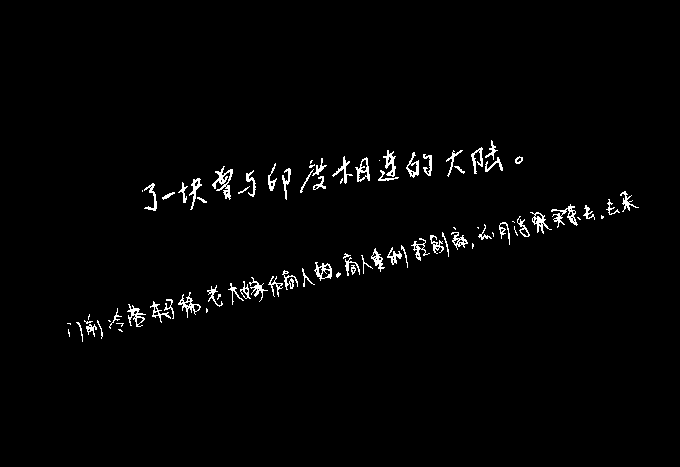 了一块曾与印度相连的大陆。
门前冷落车马稀,老大嫁作商人妇。商人重利轻别离,前月浮梁买茶去。去来